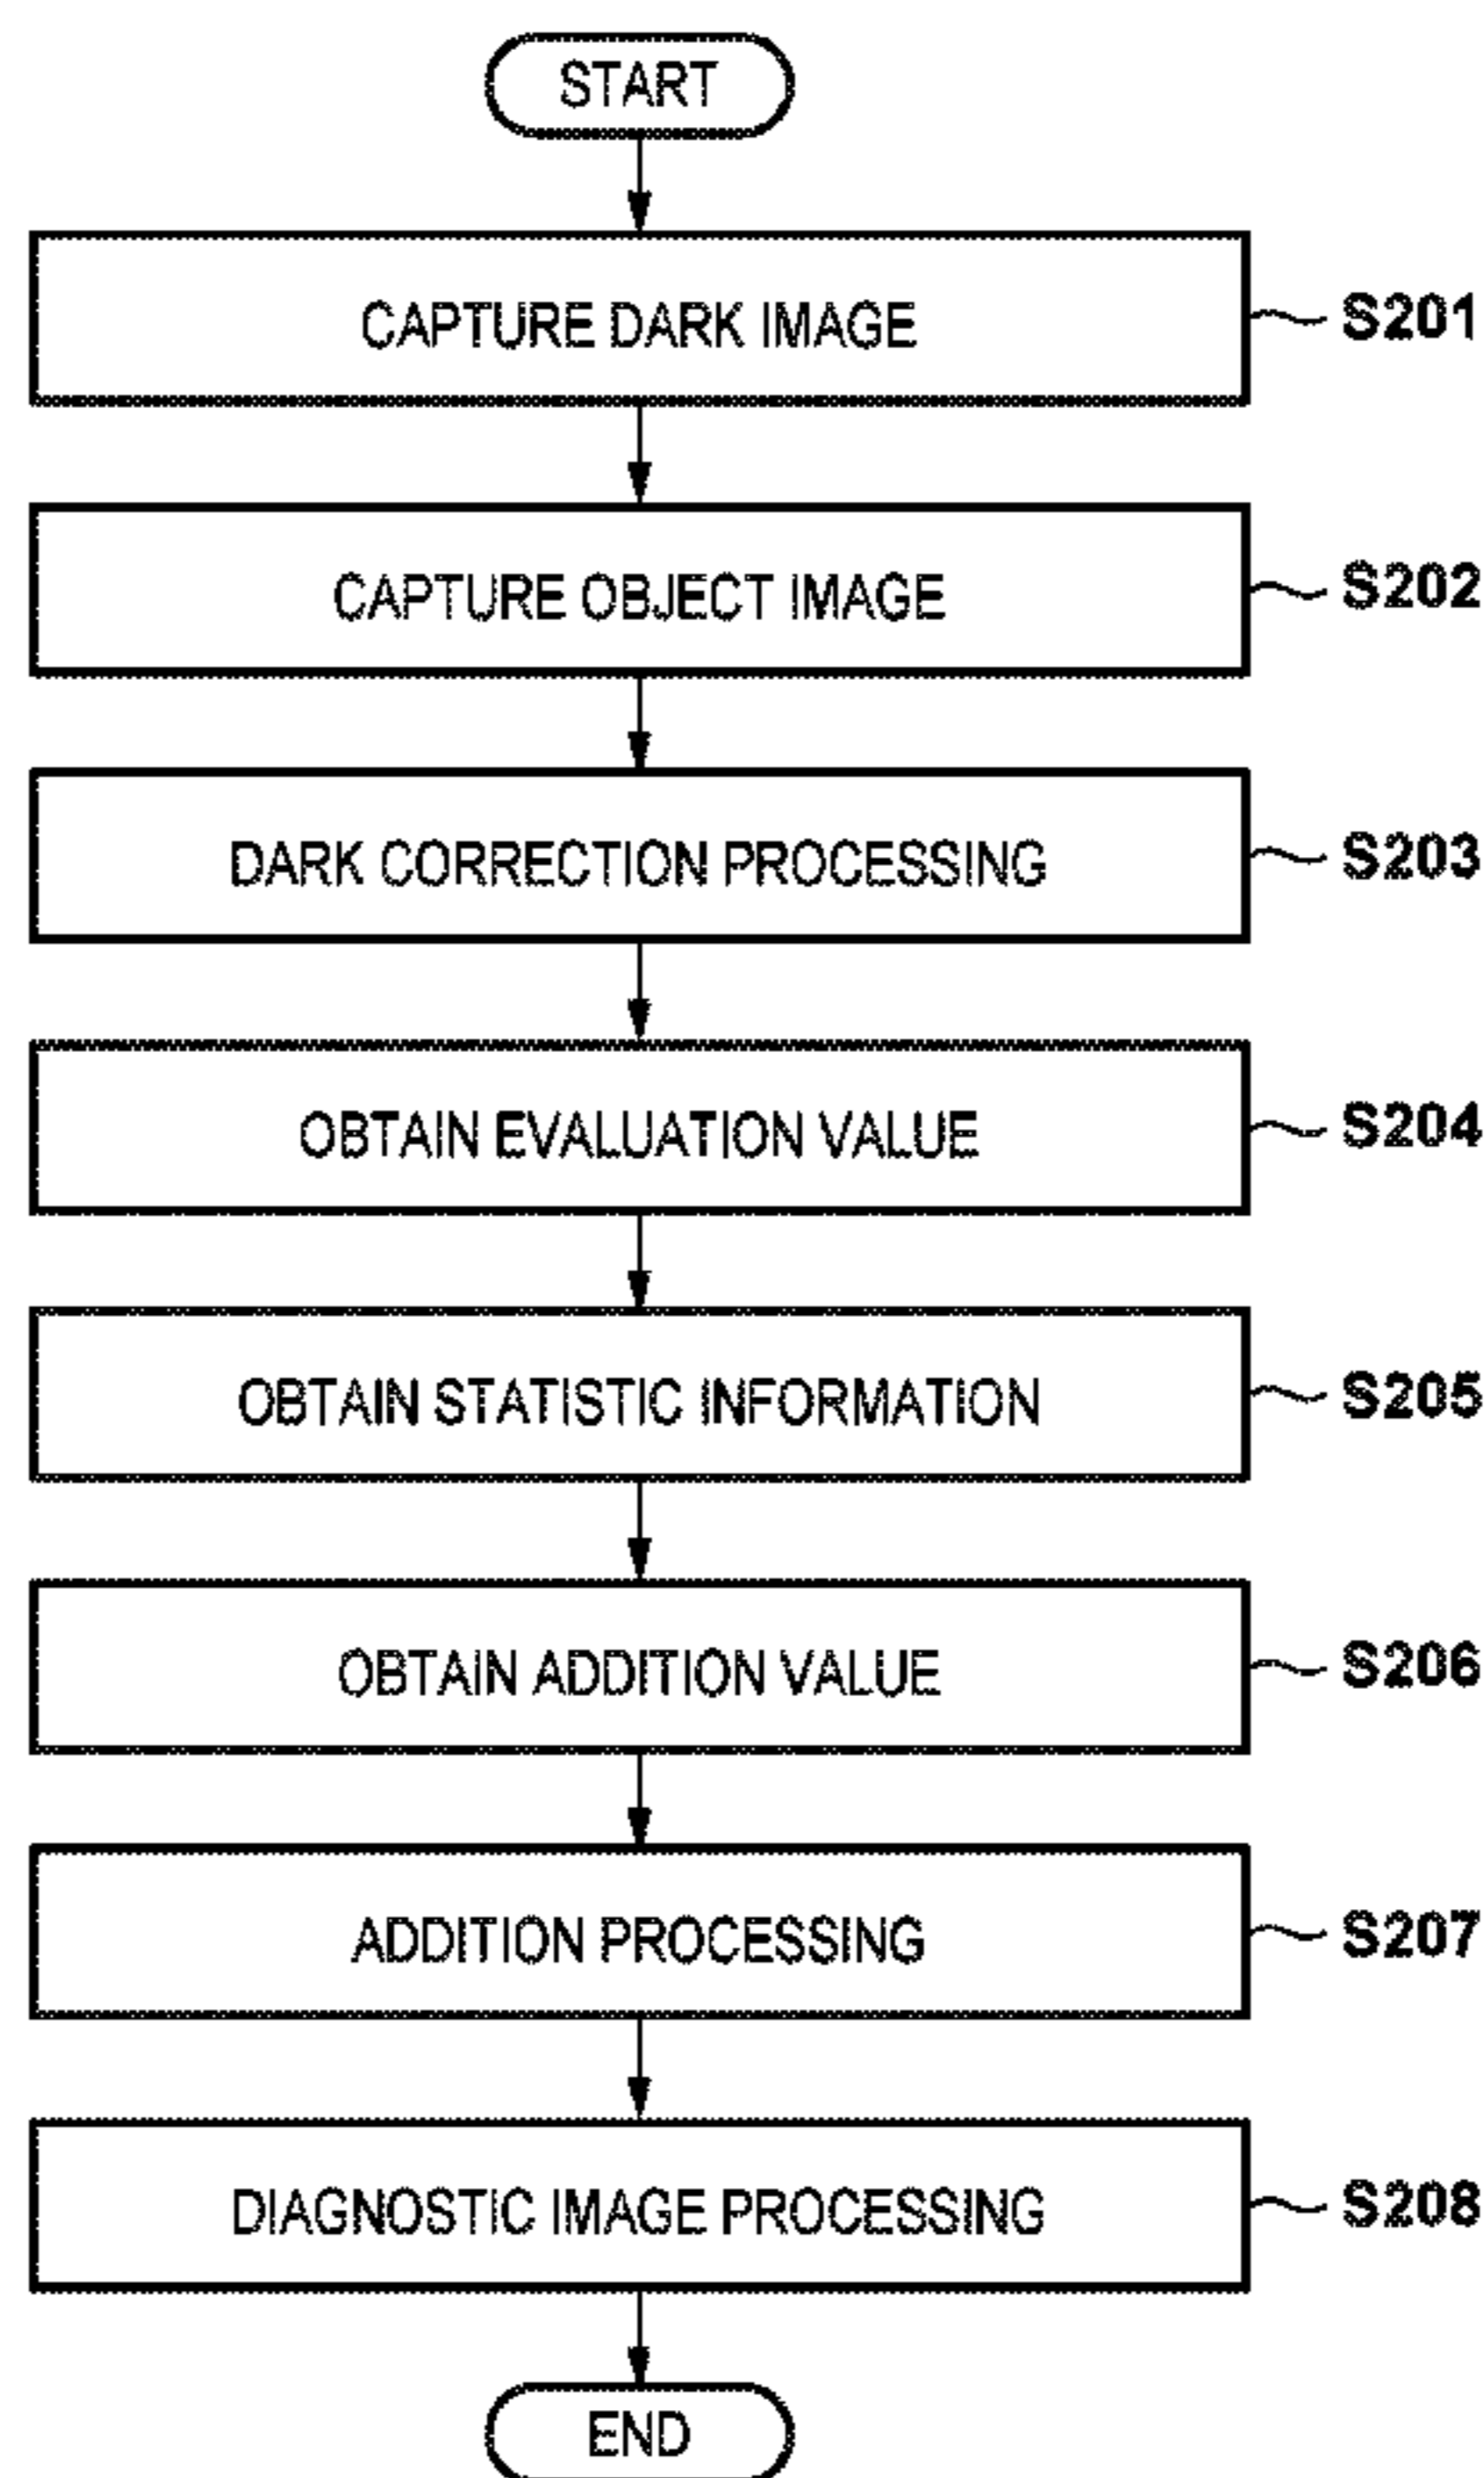 START
CAPTURE DARK IMAGE
S201
CAPTURE OBJECT IMAGE
S202
DARK CORRECTION PROCESSING
S203
OBTAIN EVALUATION VALUE
S204
OBTAIN STATISTIC INFORMATION
S205
OBTAIN ADDITION VALUE
S206
ADDITION PROCESSING
S207
DIAGNOSTIC IMAGE PROCESSING
S208
END